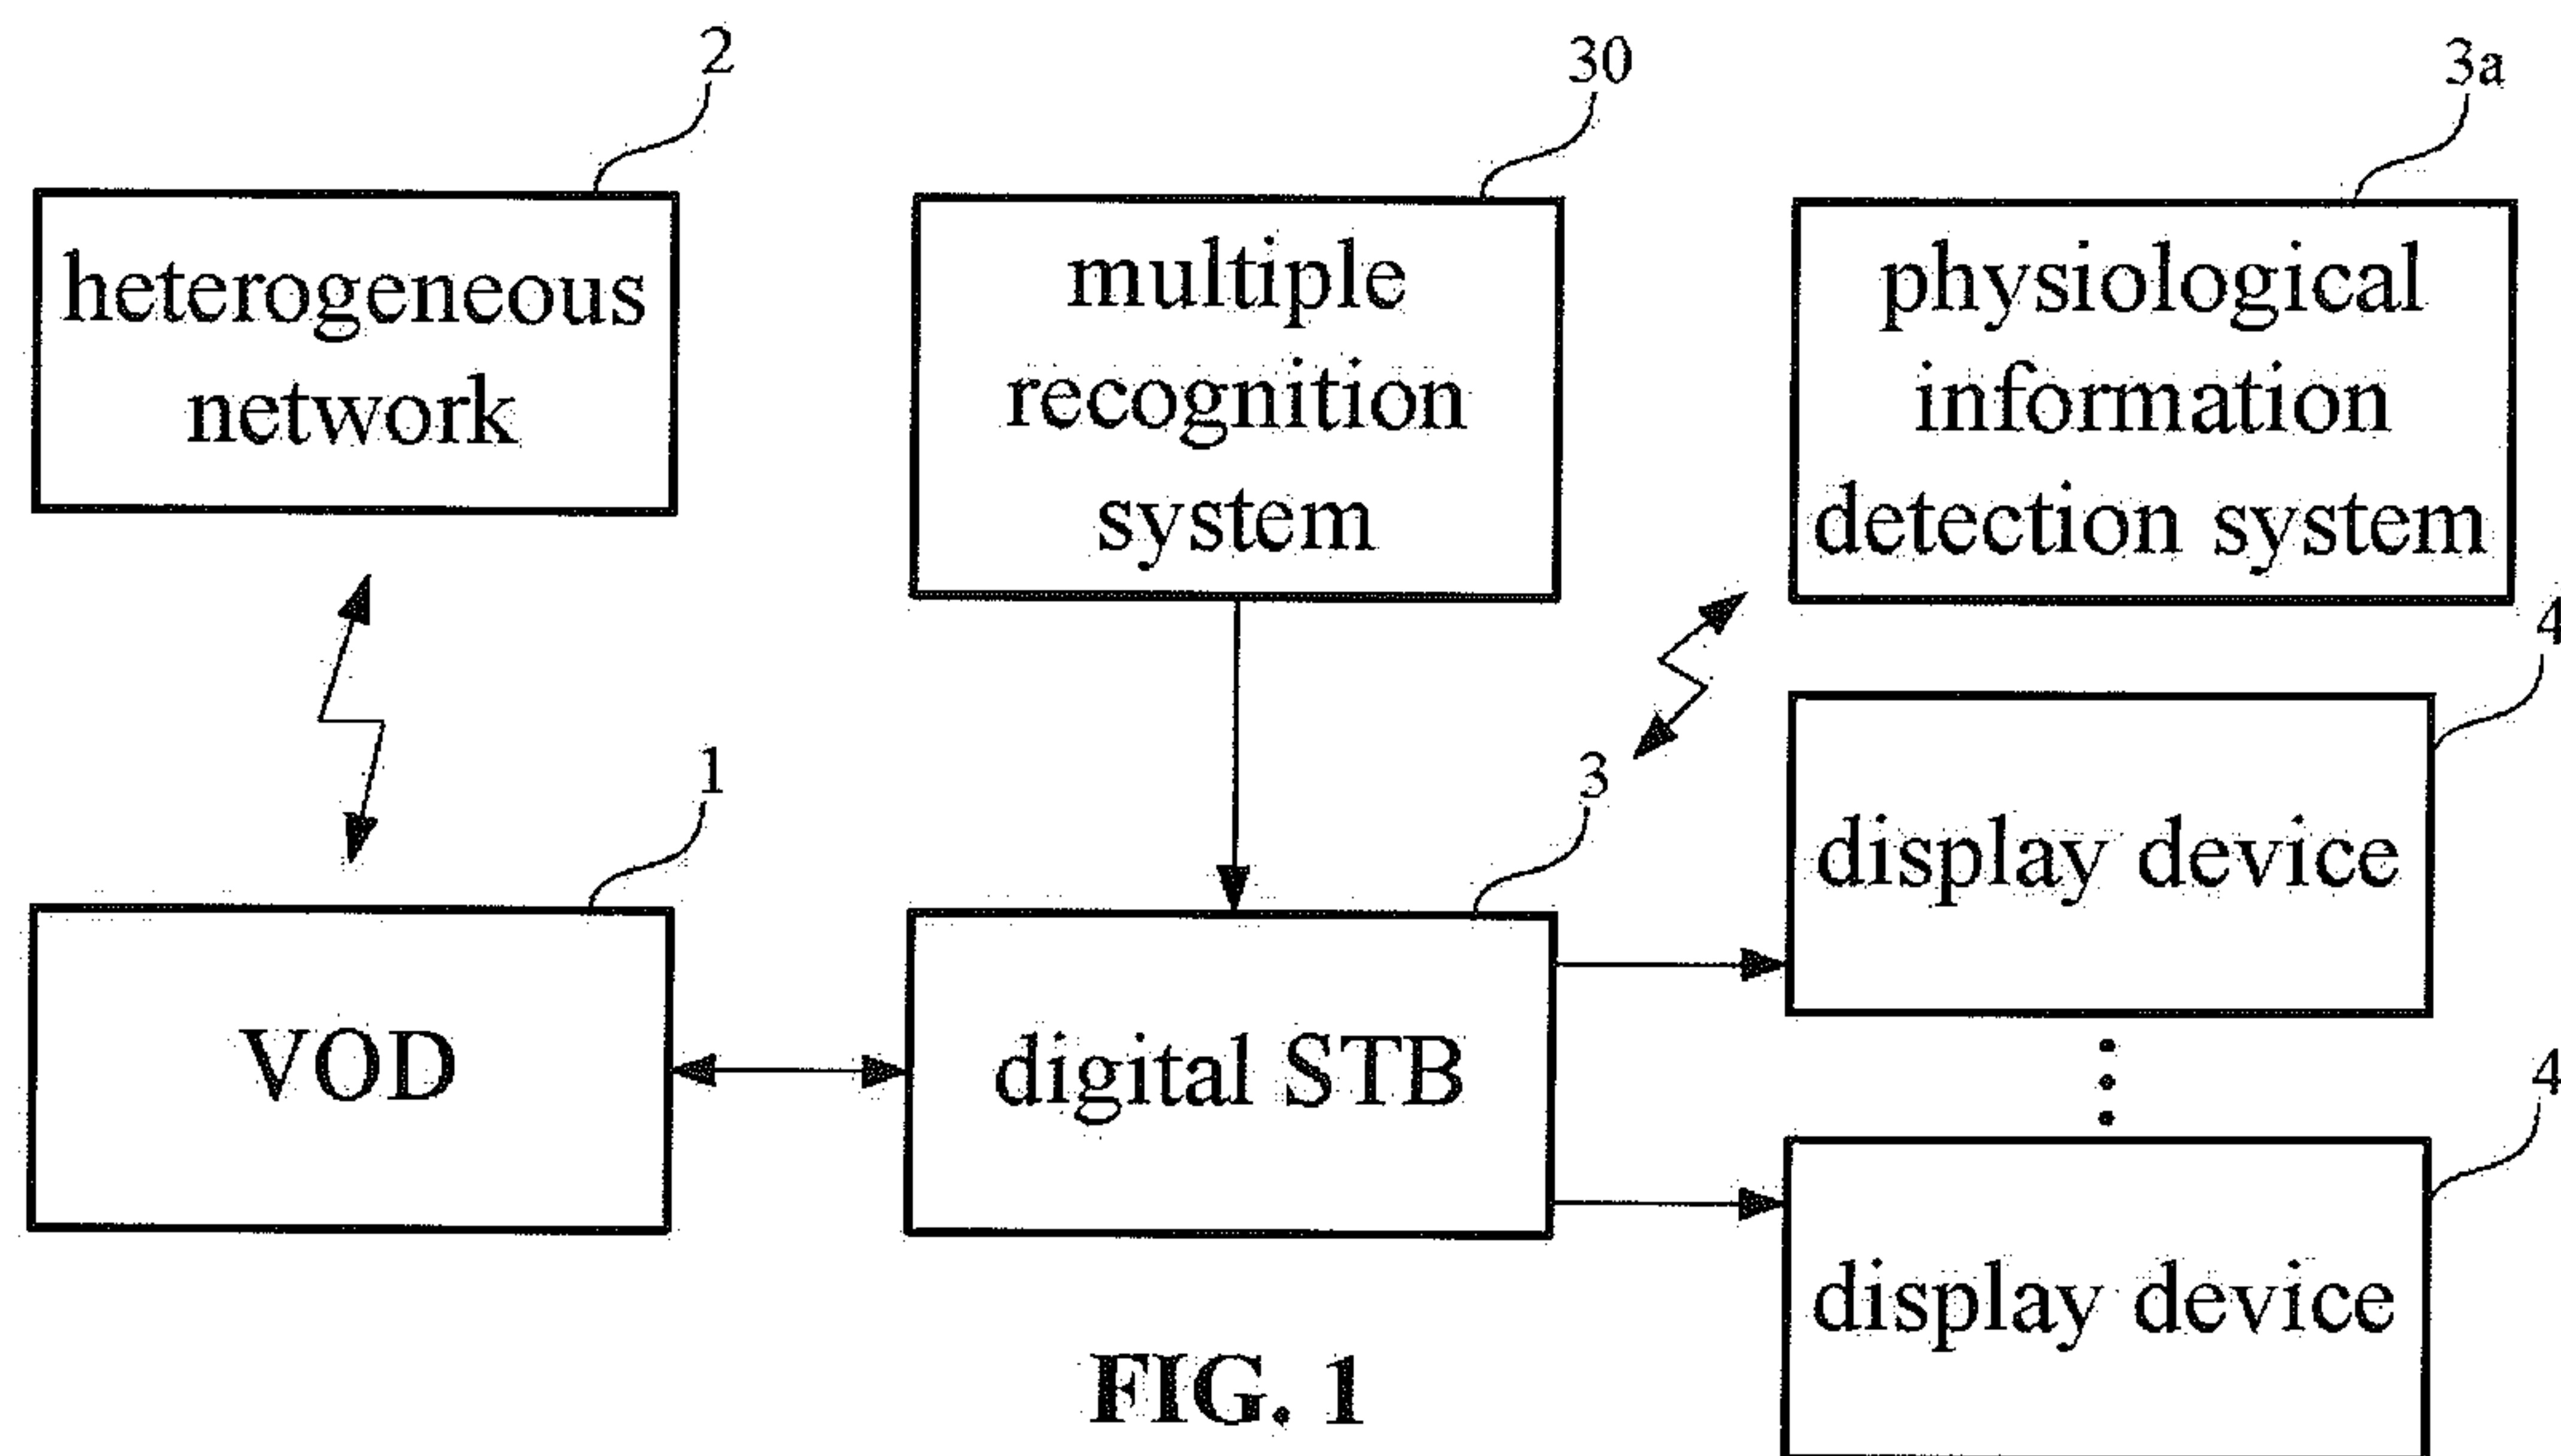 2
30
3a
heterogeneous
network
multiple
recognition
system
physiological
information
detection system
4
1
3
display device
VOD
digital STB
4
display device
FIG. 1